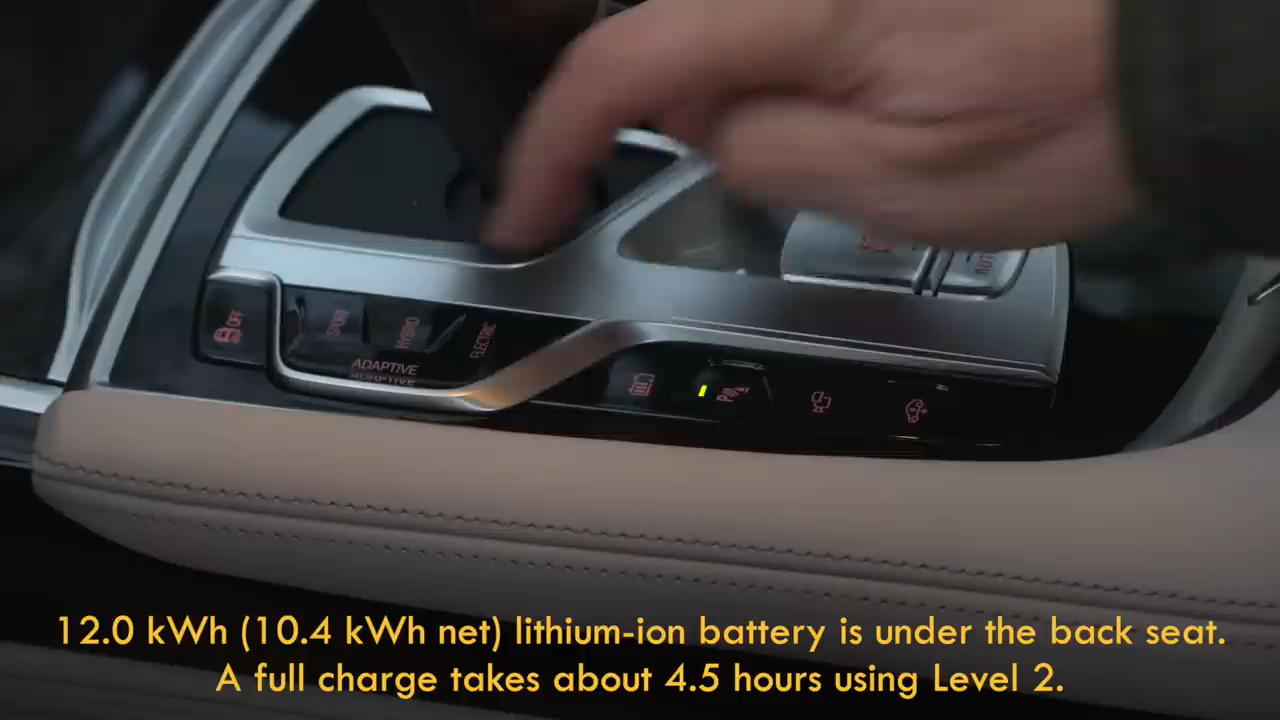 OFF
SPORT
HYBRID
ELECTRIC
ADAPTIVE
ADAPTIVE
P
12.0 kWh (10.4 kWh net) lithium-ion battery is under the back seat.
A full charge takes about 4.5 hours using Level 2.